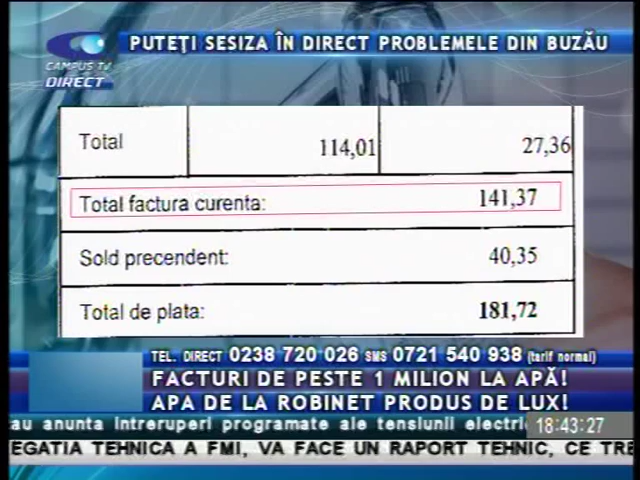 PUTEŢI SESIZA ÎN DIRECT PROBLEMELE DIN BUZĂU
CAMPUS TV
DIRECT
Total 114,01 27,36
Total factura curenta: 141,37
Sold precendent: 40,35
Total de plata: 181,72
TEL. DIRECT 0238 720 026 SMS 0721 540 938 (tarif normal)
FACTURI DE PESTE 1 MILION LA APĂ!
APA DE LA ROBINET PRODUS DE LUX!
au anunta intreruperi programate ale tensiunii electri 18:43:27
EGATIA TEHNICA A FMI, VA FACE UN RAPORT TEHNIC, CE TRE